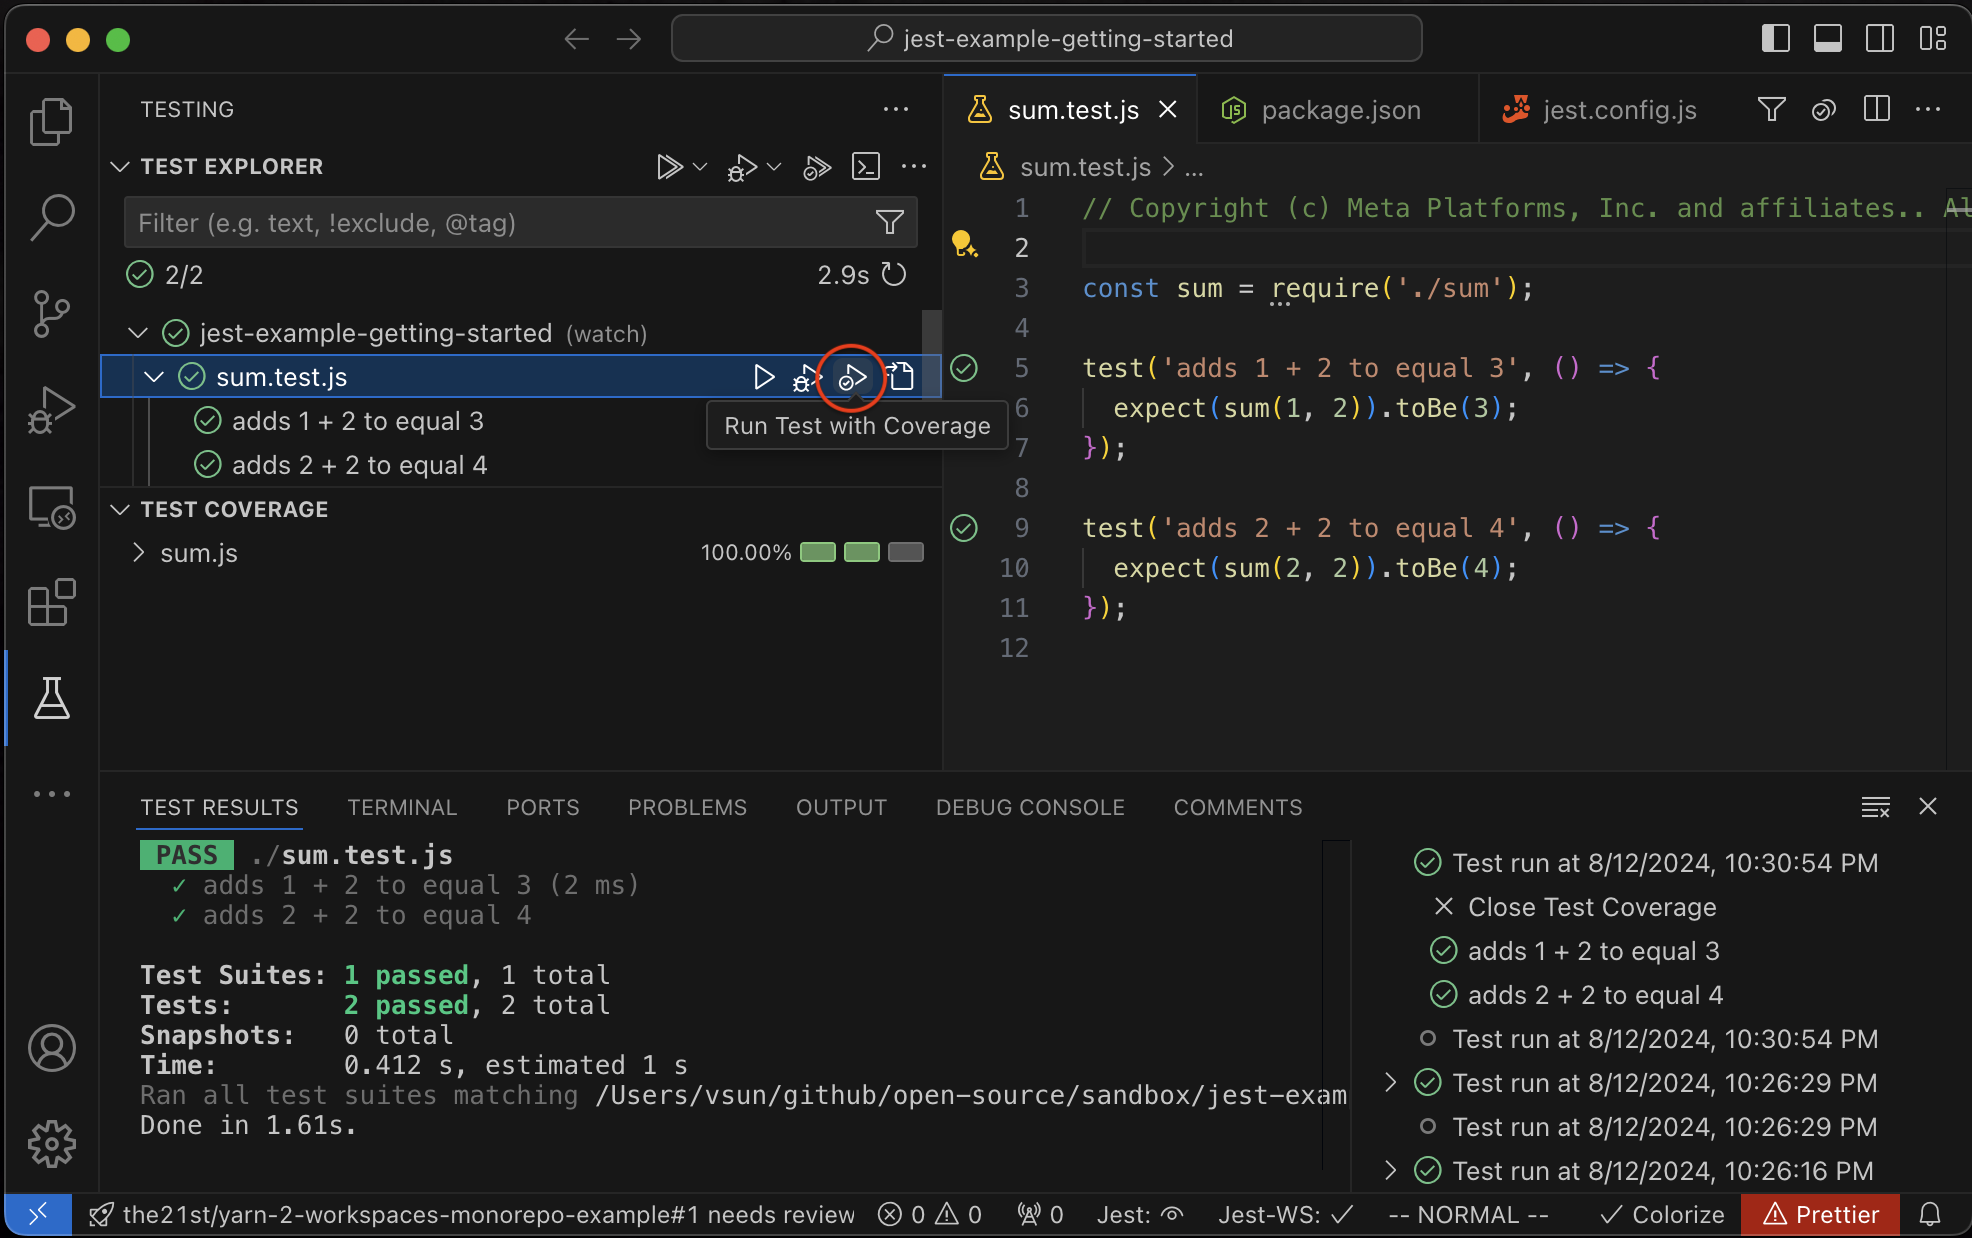 jest-example-getting-started
TESTING
TEST EXPLORER
Filter (e.g. text, !exclude, @tag)
2/2
2.9s
jest-example-getting-started (watch)
sum.test.js
adds 1 + 2 to equal 3
adds 2 + 2 to equal 4
Run Test with Coverage
TEST COVERAGE
sum.js
100.00%
sum.test.js
package.json
jest.config.js
sum.test.js > ...
1 // Copyright (c) Meta Platforms, Inc. and affiliates.. Al
2
3 const sum = require('./sum');
4
5 test('adds 1 + 2 to equal 3', () => {
6 expect(sum(1, 2)).toBe(3);
7 });
8
9 test('adds 2 + 2 to equal 4', () => {
10 expect(sum(2, 2)).toBe(4);
11 });
12
TEST RESULTS
TERMINAL
PORTS
PROBLEMS
OUTPUT
DEBUG CONSOLE
COMMENTS
PASS ./sum.test.js
✓ adds 1 + 2 to equal 3 (2 ms)
✓ adds 2 + 2 to equal 4
Test Suites: 1 passed, 1 total
Tests: 2 passed, 2 total
Snapshots: 0 total
Time: 0.412 s, estimated 1 s
Ran all test suites matching /Users/vsun/github/open-source/sandbox/jest-exam
Done in 1.61s.
Test run at 8/12/2024, 10:30:54 PM
Close Test Coverage
adds 1 + 2 to equal 3
adds 2 + 2 to equal 4
Test run at 8/12/2024, 10:30:54 PM
Test run at 8/12/2024, 10:26:29 PM
Test run at 8/12/2024, 10:26:29 PM
Test run at 8/12/2024, 10:26:16 PM
the21st/yarn-2-workspaces-monorepo-example#1 needs review
0
0
0
Jest:
Jest-WS: ✓
-- NORMAL --
✓ Colorize
Prettier